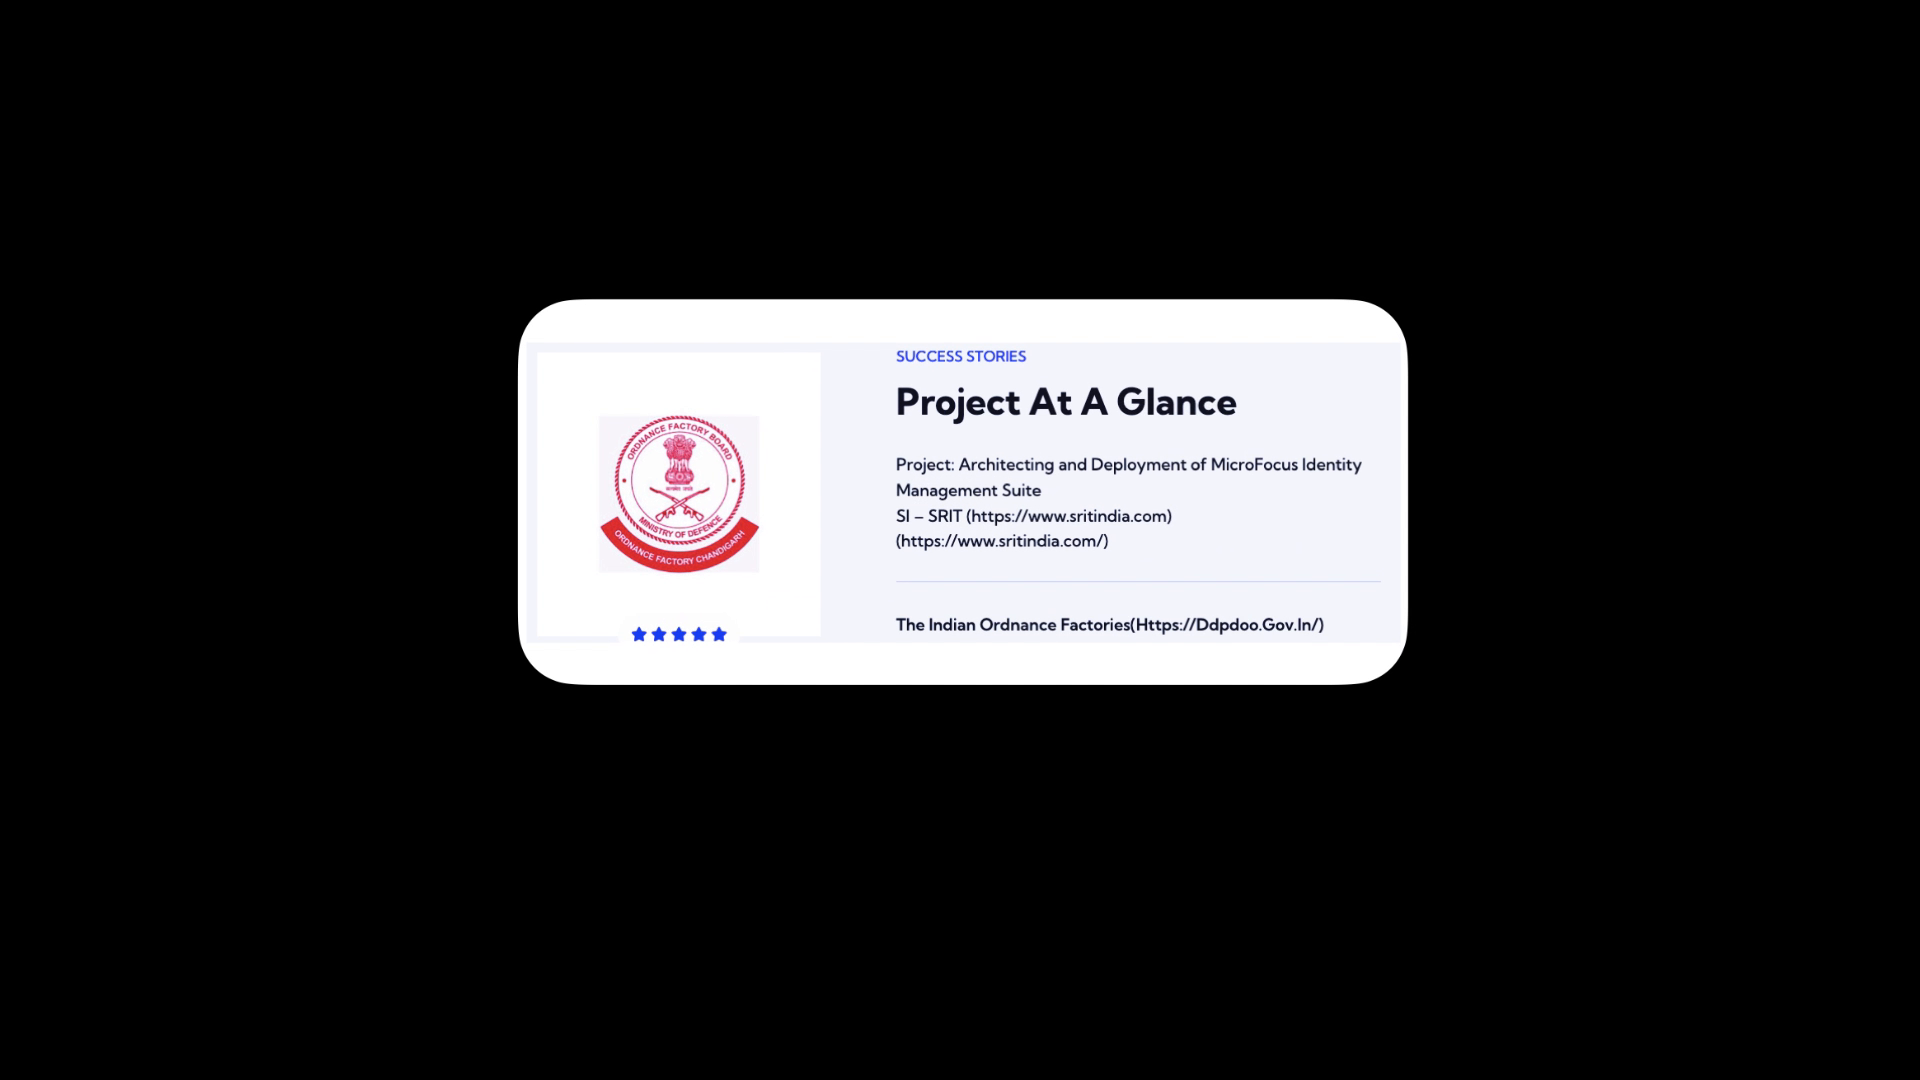 ORDNANCE FACTORY BOARD
MINISTRY OF DEFENCE
ORDNANCE FACTORY CHANDIGARH
SUCCESS STORIES
Project At A Glance
Project: Architecting and Deployment of MicroFocus Identity
Management Suite
SI – SRIT (https://www.sritindia.com)
(https://www.sritindia.com/)
The Indian Ordnance Factories(Https://Ddpdoo.Gov.In/)